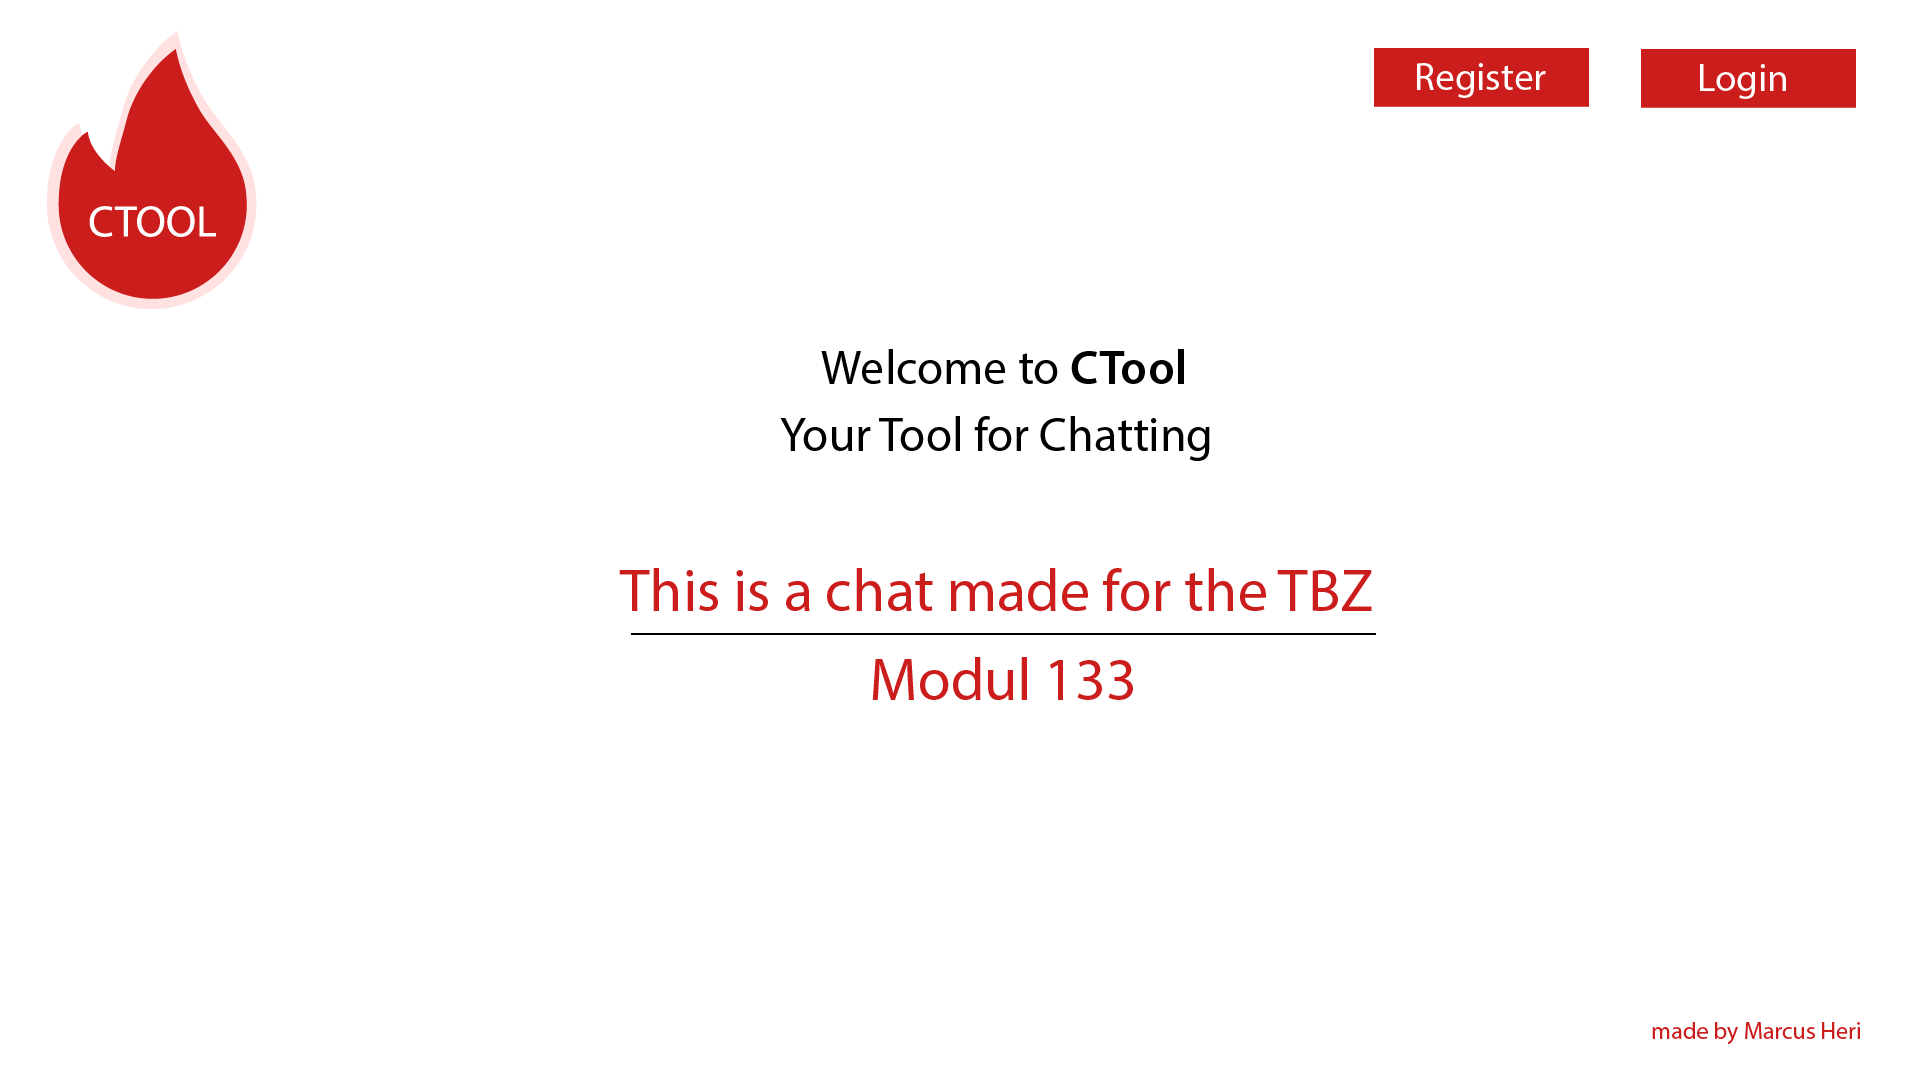 Register
Login
CTOOL
Welcome to CTool
Your Tool for Chatting
This is a chat made for the TBZ
Modul 133
made by Marcus Heri